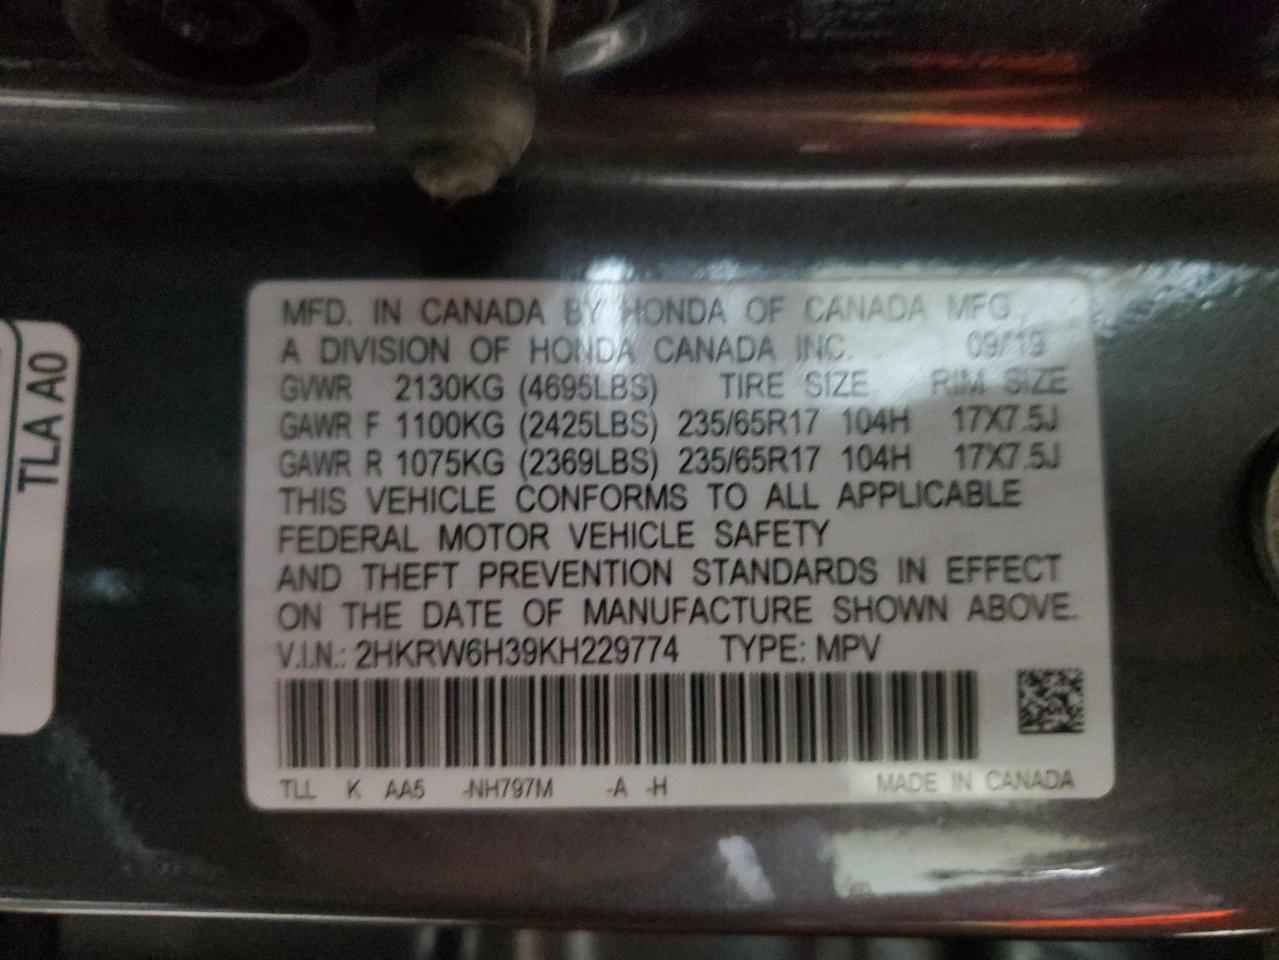 MFD. IN CANADA BY HONDA OF CANADA MFG.,
A DIVISION OF HONDA CANADA INC. 09/19
GVWR 2130KG (4695LBS) TIRE SIZE RIM SIZE
GAWR F 1100KG (2425LBS) 235/65R17 104H 17X7.5J
GAWR R 1075KG (2369LBS) 235/65R17 104H 17X7.5J
THIS VEHICLE CONFORMS TO ALL APPLICABLE
FEDERAL MOTOR VEHICLE SAFETY
AND THEFT PREVENTION STANDARDS IN EFFECT
ON THE DATE OF MANUFACTURE SHOWN ABOVE.
V.I.N.: 2HKRW6H39KH229774 TYPE: MPV
TLL K AA5 -NH797M -A -H MADE IN CANADA
TLA A0